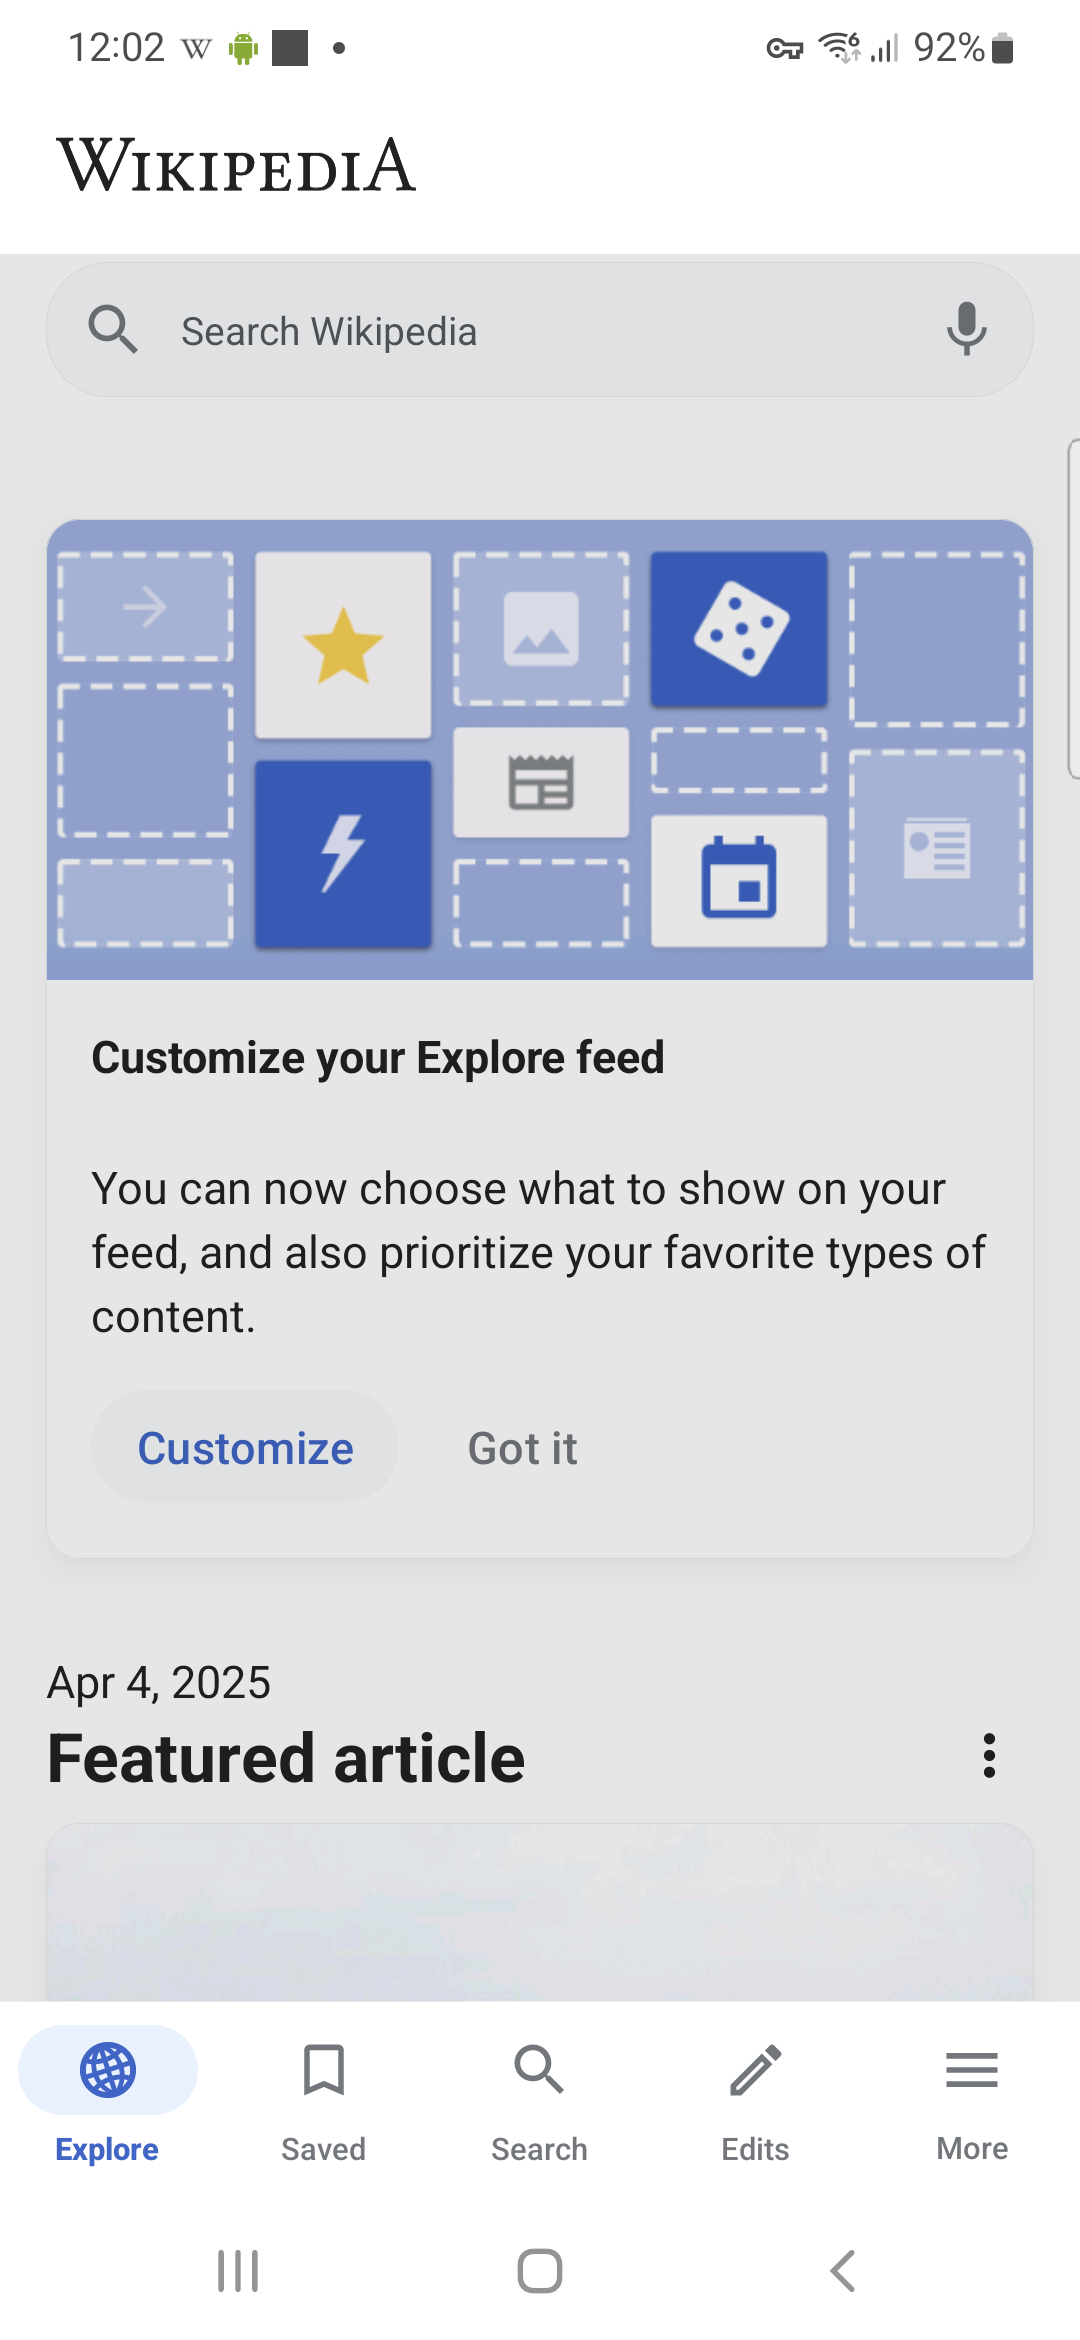 12:02 W 6 92%
WIKIPEDIA
Search Wikipedia
Customize your Explore feed
You can now choose what to show on your
feed, and also prioritize your favorite types of
content.
Customize Got it
Apr 4, 2025
Featured article
Explore Saved Search Edits More